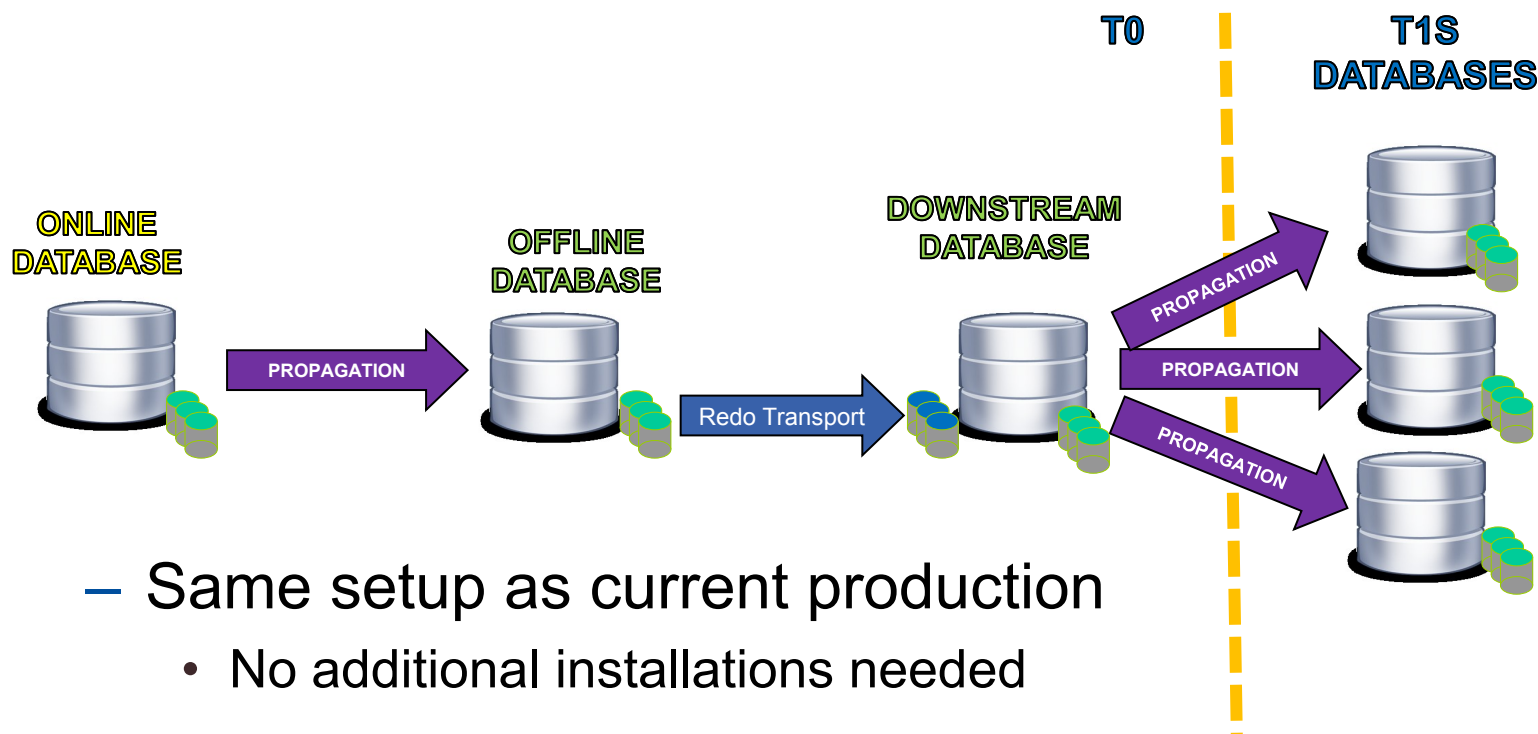 T0
T1S
DATABASES
ONLINE
DATABASE
OFFLINE
DATABASE
DOWNSTREAM
DATABASE
PROPAGATION
Redo Transport
PROPAGATION
PROPAGATION
PROPAGATION
– Same setup as current production
• No additional installations needed